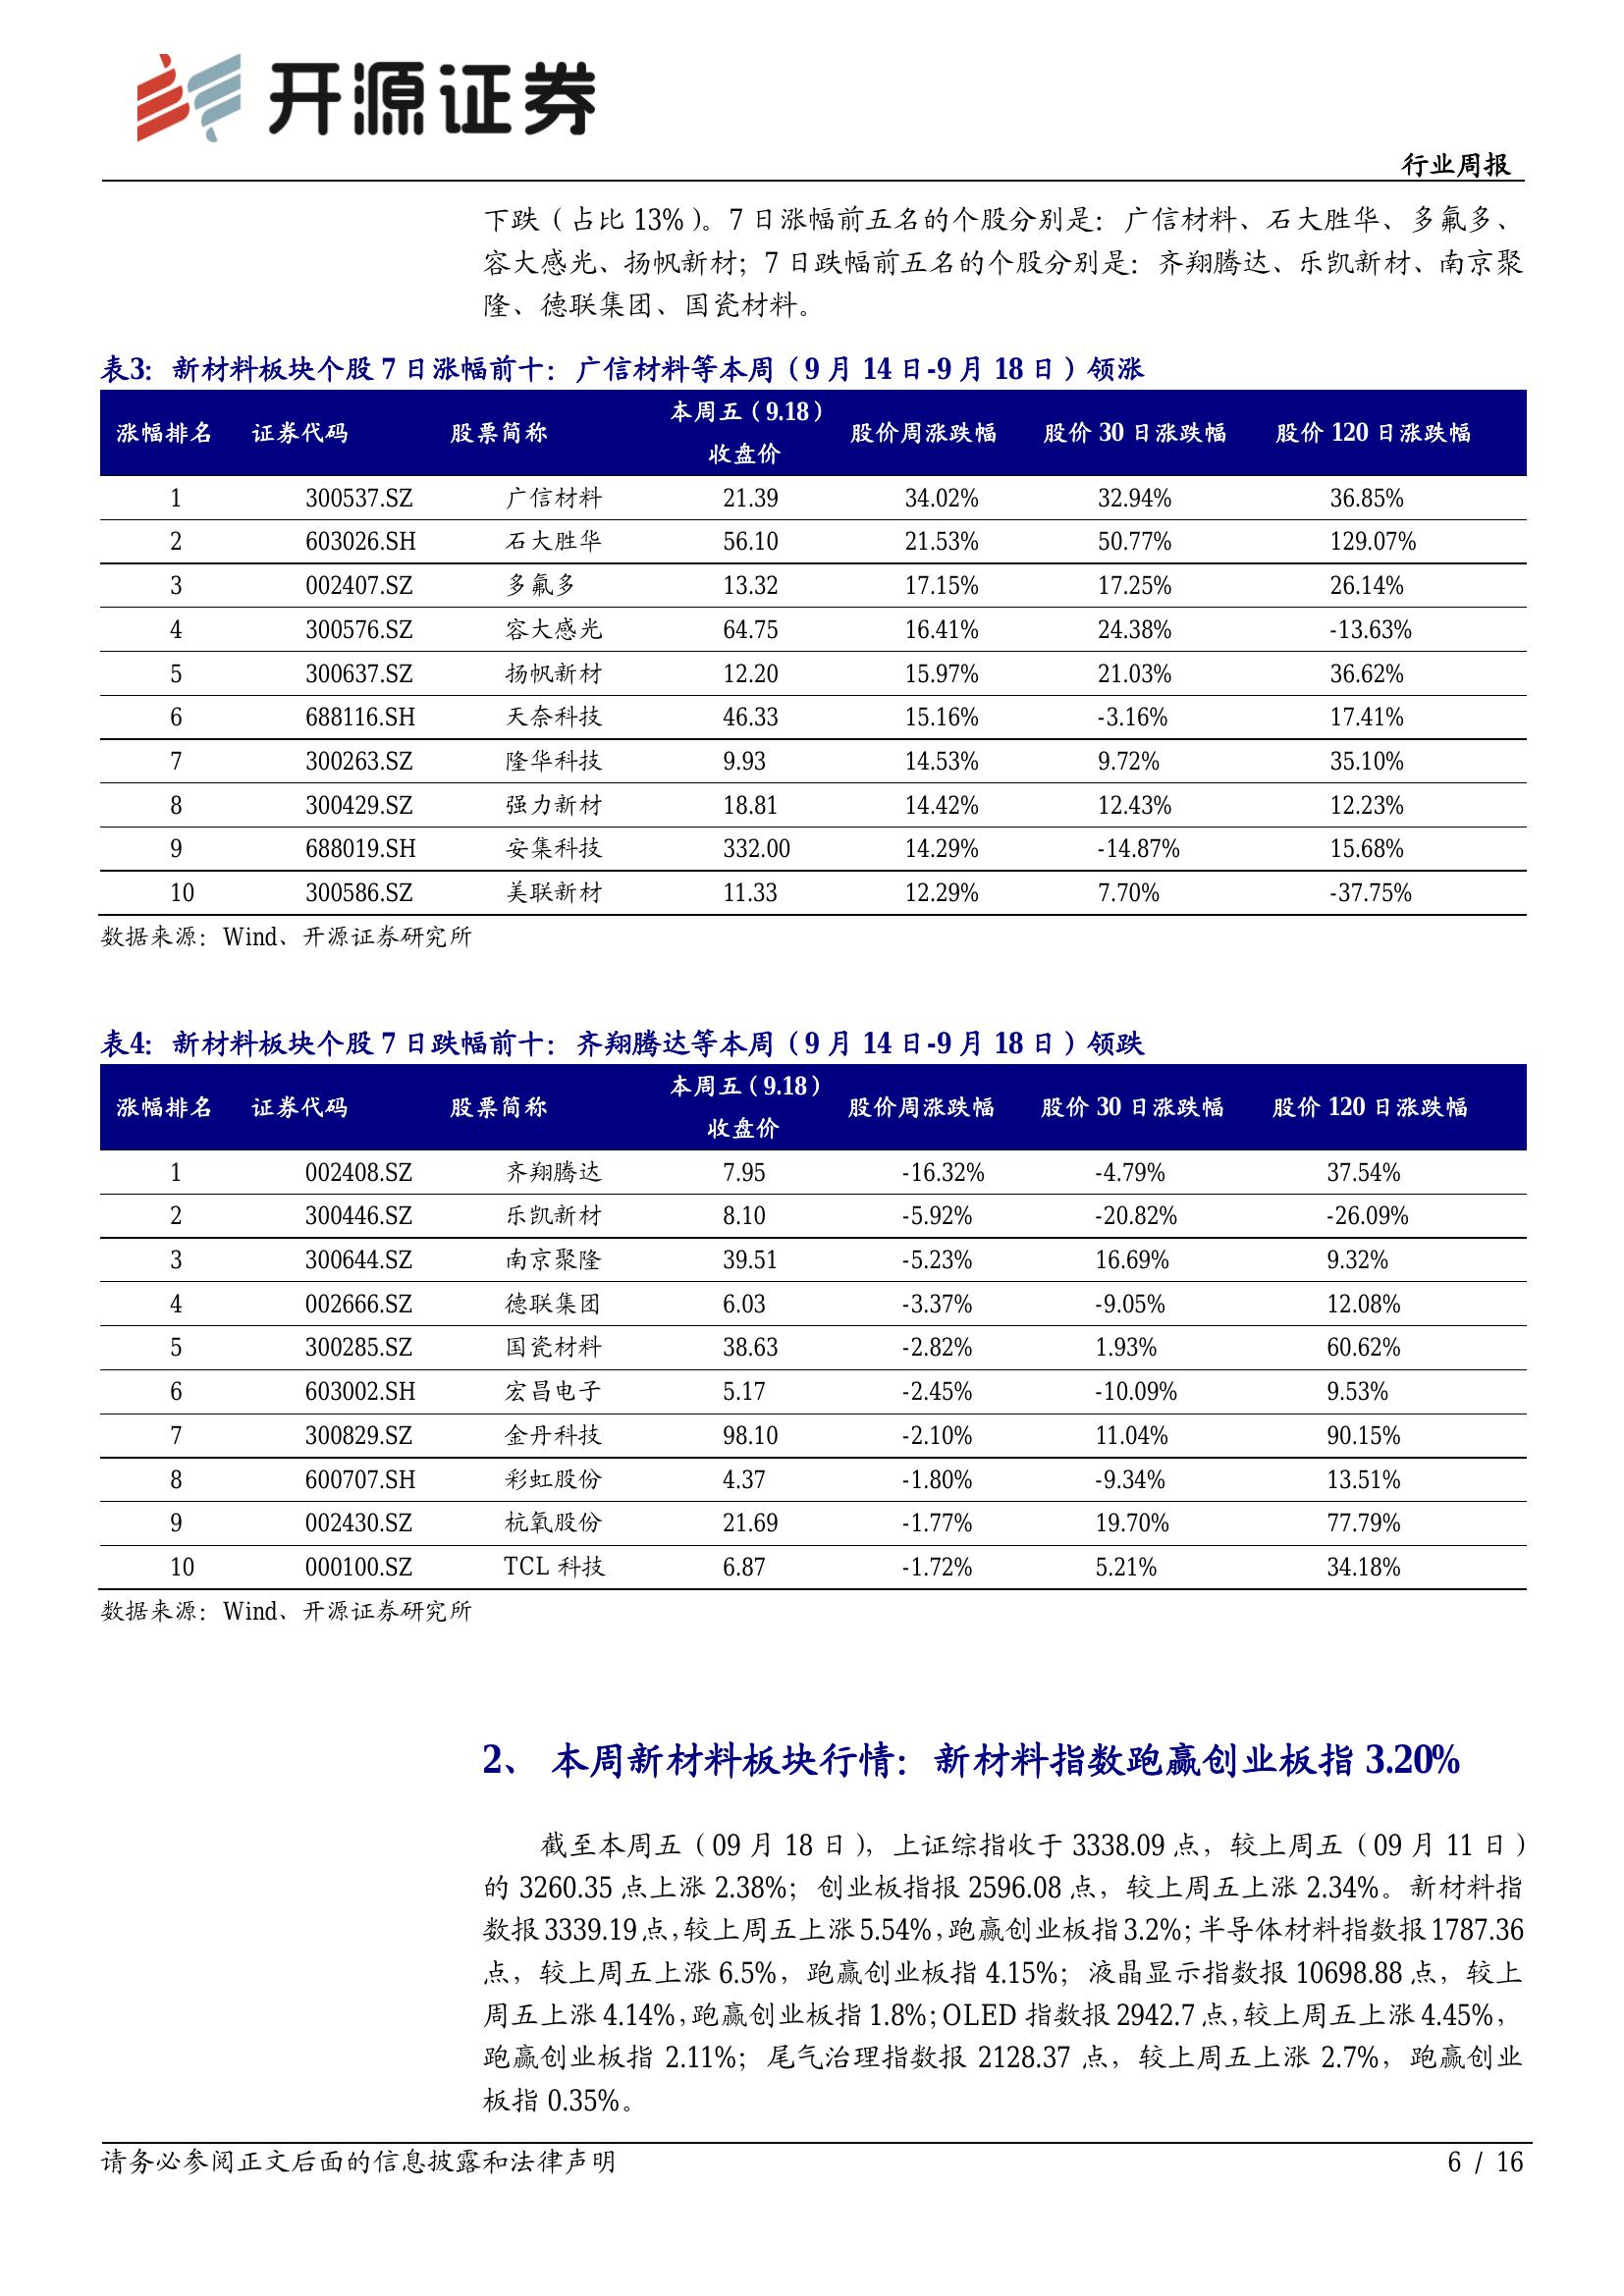 开源证券
行业周报
下跌（占比 13%）。7 日涨幅前五名的个股分别是：广信材料、石大胜华、多氟多、
容大感光、扬帆新材；7 日跌幅前五名的个股分别是：齐翔腾达、乐凯新材、南京聚
隆、德联集团、国瓷材料。
表3：新材料板块个股 7 日涨幅前十：广信材料等本周（9 月 14 日-9 月 18 日）领涨
涨幅排名 证券代码 股票简称 本周五（9.18）收盘价 股价周涨跌幅 股价 30 日涨跌幅 股价 120 日涨跌幅
1 300537.SZ 广信材料 21.39 34.02% 32.94% 36.85%
2 603026.SH 石大胜华 56.10 21.53% 50.77% 129.07%
3 002407.SZ 多氟多 13.32 17.15% 17.25% 26.14%
4 300576.SZ 容大感光 64.75 16.41% 24.38% -13.63%
5 300637.SZ 扬帆新材 12.20 15.97% 21.03% 36.62%
6 688116.SH 天奈科技 46.33 15.16% -3.16% 17.41%
7 300263.SZ 隆华科技 9.93 14.53% 9.72% 35.10%
8 300429.SZ 强力新材 18.81 14.42% 12.43% 12.23%
9 688019.SH 安集科技 332.00 14.29% -14.87% 15.68%
10 300586.SZ 美联新材 11.33 12.29% 7.70% -37.75%
数据来源：Wind、开源证券研究所
表4：新材料板块个股 7 日跌幅前十：齐翔腾达等本周（9 月 14 日-9 月 18 日）领跌
涨幅排名 证券代码 股票简称 本周五（9.18）收盘价 股价周涨跌幅 股价 30 日涨跌幅 股价 120 日涨跌幅
1 002408.SZ 齐翔腾达 7.95 -16.32% -4.79% 37.54%
2 300446.SZ 乐凯新材 8.10 -5.92% -20.82% -26.09%
3 300644.SZ 南京聚隆 39.51 -5.23% 16.69% 9.32%
4 002666.SZ 德联集团 6.03 -3.37% -9.05% 12.08%
5 300285.SZ 国瓷材料 38.63 -2.82% 1.93% 60.62%
6 603002.SH 宏昌电子 5.17 -2.45% -10.09% 9.53%
7 300829.SZ 金丹科技 98.10 -2.10% 11.04% 90.15%
8 600707.SH 彩虹股份 4.37 -1.80% -9.34% 13.51%
9 002430.SZ 杭氧股份 21.69 -1.77% 19.70% 77.79%
10 000100.SZ TCL 科技 6.87 -1.72% 5.21% 34.18%
数据来源：Wind、开源证券研究所
2、 本周新材料板块行情：新材料指数跑赢创业板指 3.20%
截至本周五（09 月 18 日），上证综指收于 3338.09 点，较上周五（09 月 11 日）
的 3260.35 点上涨 2.38%；创业板指报 2596.08 点，较上周五上涨 2.34%。新材料指
数报 3339.19 点，较上周五上涨 5.54%，跑赢创业板指 3.2%；半导体材料指数报 1787.36
点，较上周五上涨 6.5%，跑赢创业板指 4.15%；液晶显示指数报 10698.88 点，较上
周五上涨 4.14%，跑赢创业板指 1.8%；OLED 指数报 2942.7 点，较上周五上涨 4.45%，
跑赢创业板指 2.11%；尾气治理指数报 2128.37 点，较上周五上涨 2.7%，跑赢创业
板指 0.35%。
请务必参阅正文后面的信息披露和法律声明
6 / 16